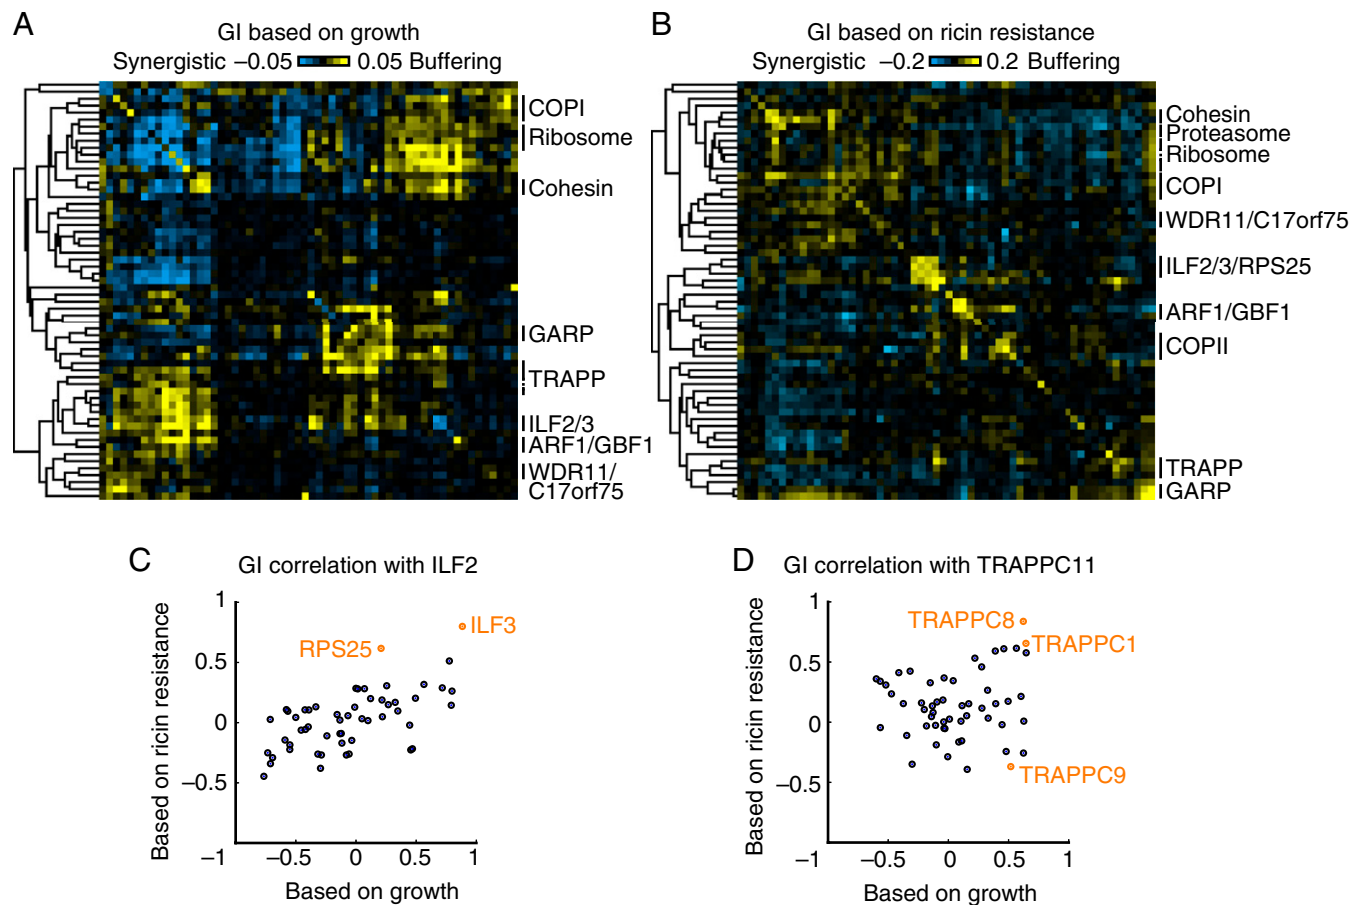 A
GI based on growth
Synergistic −0.05 0.05 Buffering
COPI
Ribosome
Cohesin
GARP
TRAPP
ILF2/3
ARF1/GBF1
WDR11/
C17orf75
B
GI based on ricin resistance
Synergistic −0.2 0.2 Buffering
Cohesin
Proteasome
Ribosome
COPI
WDR11/C17orf75
ILF2/3/RPS25
ARF1/GBF1
COPII
TRAPP
GARP
C
GI correlation with ILF2
Based on ricin resistance
1
0.5
0
−0.5
−1
−0.5
0
0.5
1
RPS25
ILF3
Based on growth
D
GI correlation with TRAPPC11
Based on ricin resistance
1
0.5
0
−0.5
−1
−0.5
0
0.5
1
TRAPPC8
TRAPPC1
TRAPPC9
Based on growth